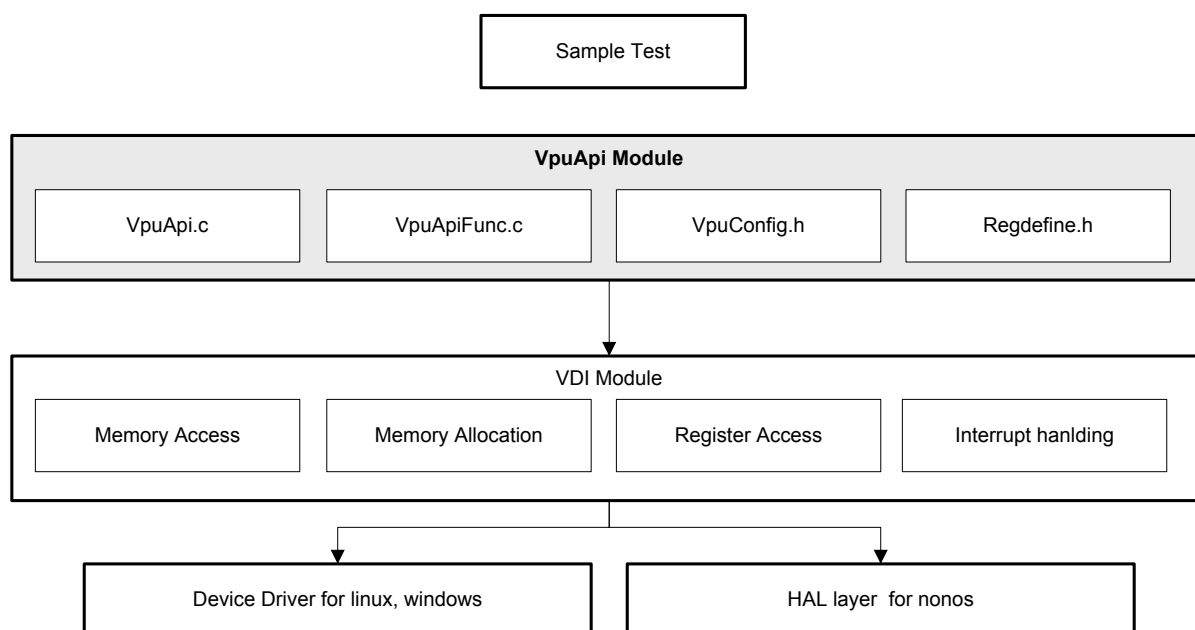 Sample Test
VpuApi Module
VpuApi.c
VpuApiFunc.c
VpuConfig.h
Regdefine.h
VDI Module
Memory Access
Memory Allocation
Register Access
Interrupt hanlding
Device Driver for linux, windows
HAL layer for nonos